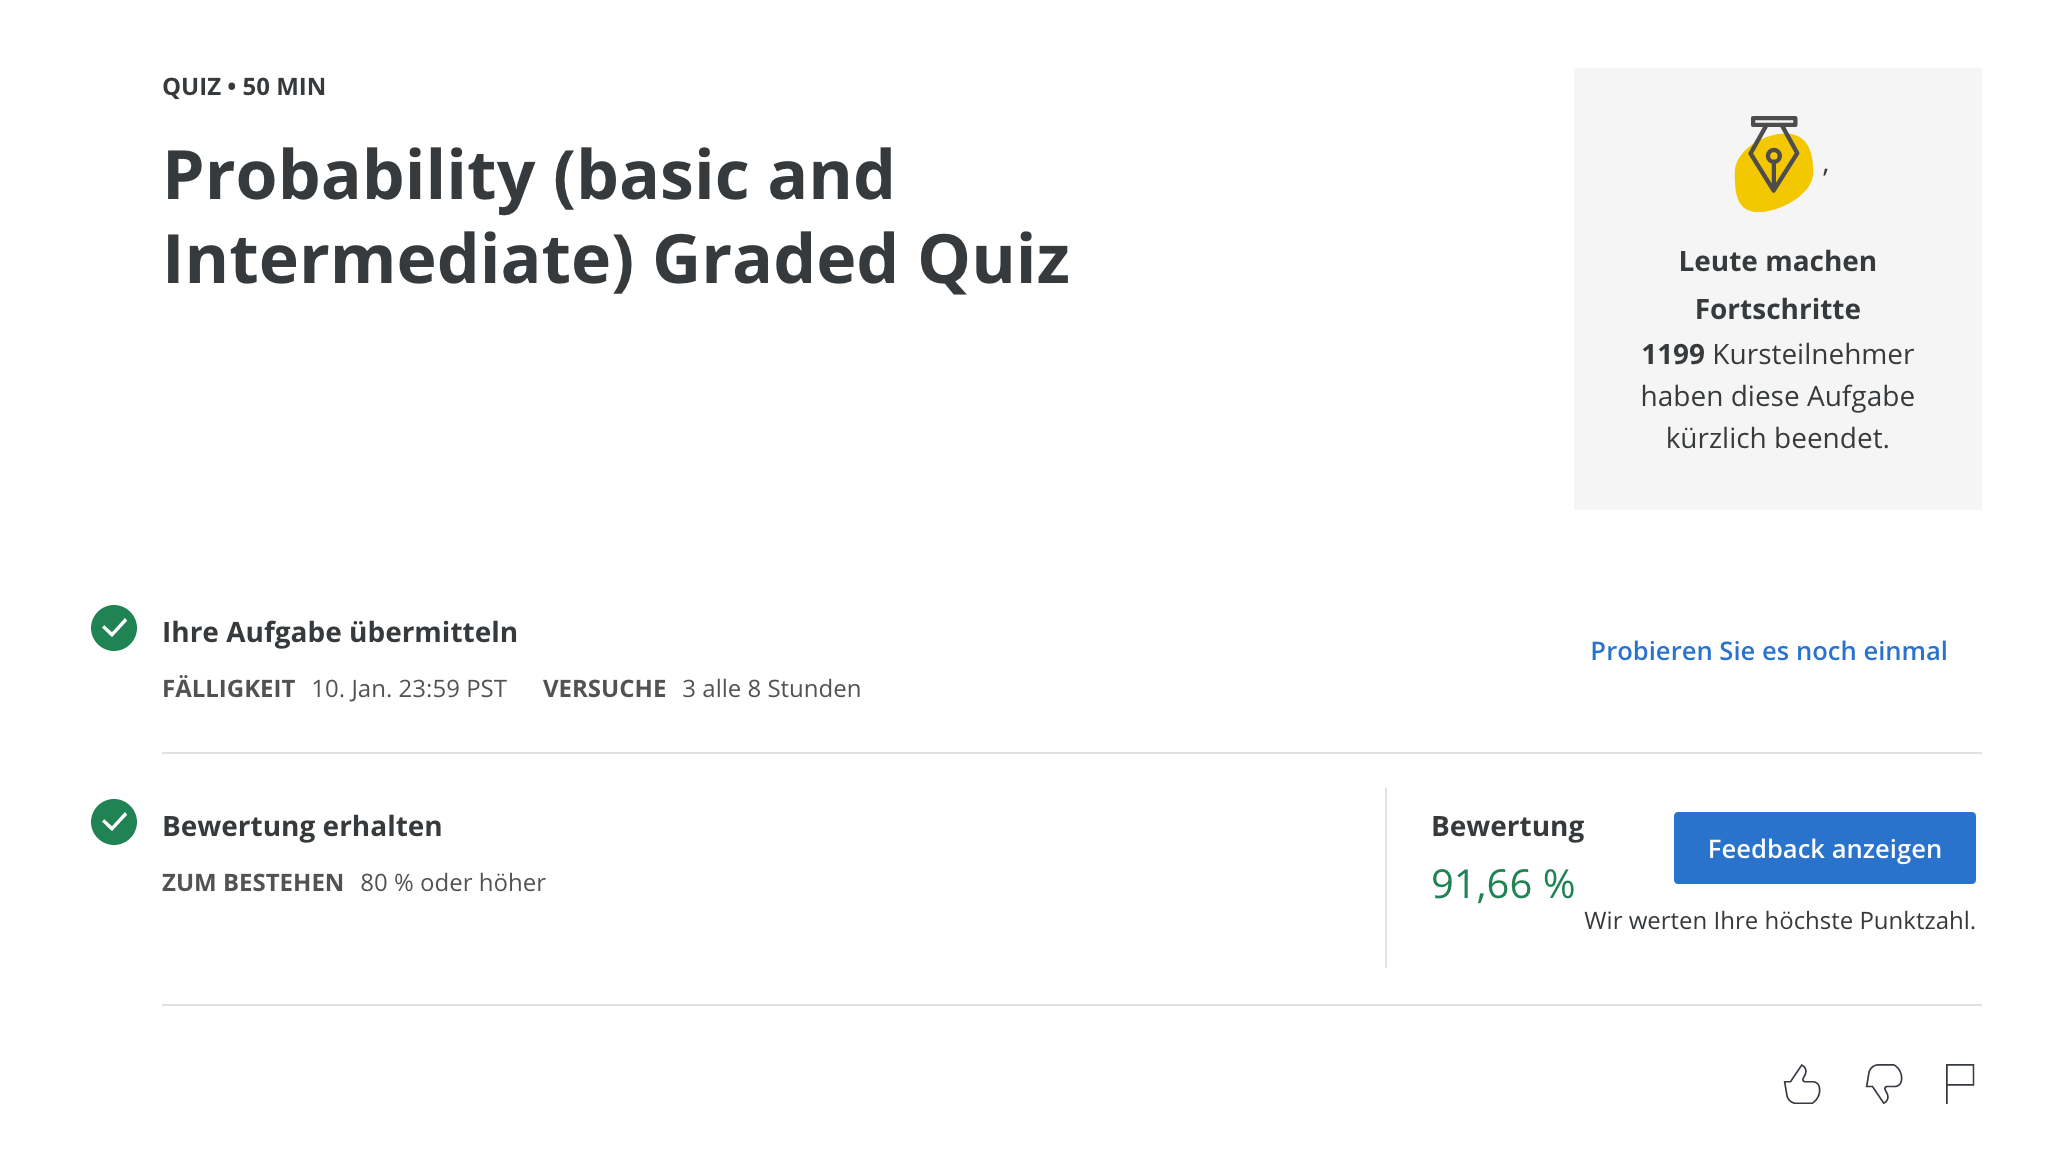 QUIZ • 50 MIN
Probability (basic and
Intermediate) Graded Quiz
,
Leute machen
Fortschritte
1199 Kursteilnehmer
haben diese Aufgabe
kürzlich beendet.
Ihre Aufgabe übermitteln
FÄLLIGKEIT 10. Jan. 23:59 PST VERSUCHE 3 alle 8 Stunden
Probieren Sie es noch einmal
Bewertung erhalten
ZUM BESTEHEN 80 % oder höher
Bewertung
91,66 %
Feedback anzeigen
Wir werten Ihre höchste Punktzahl.